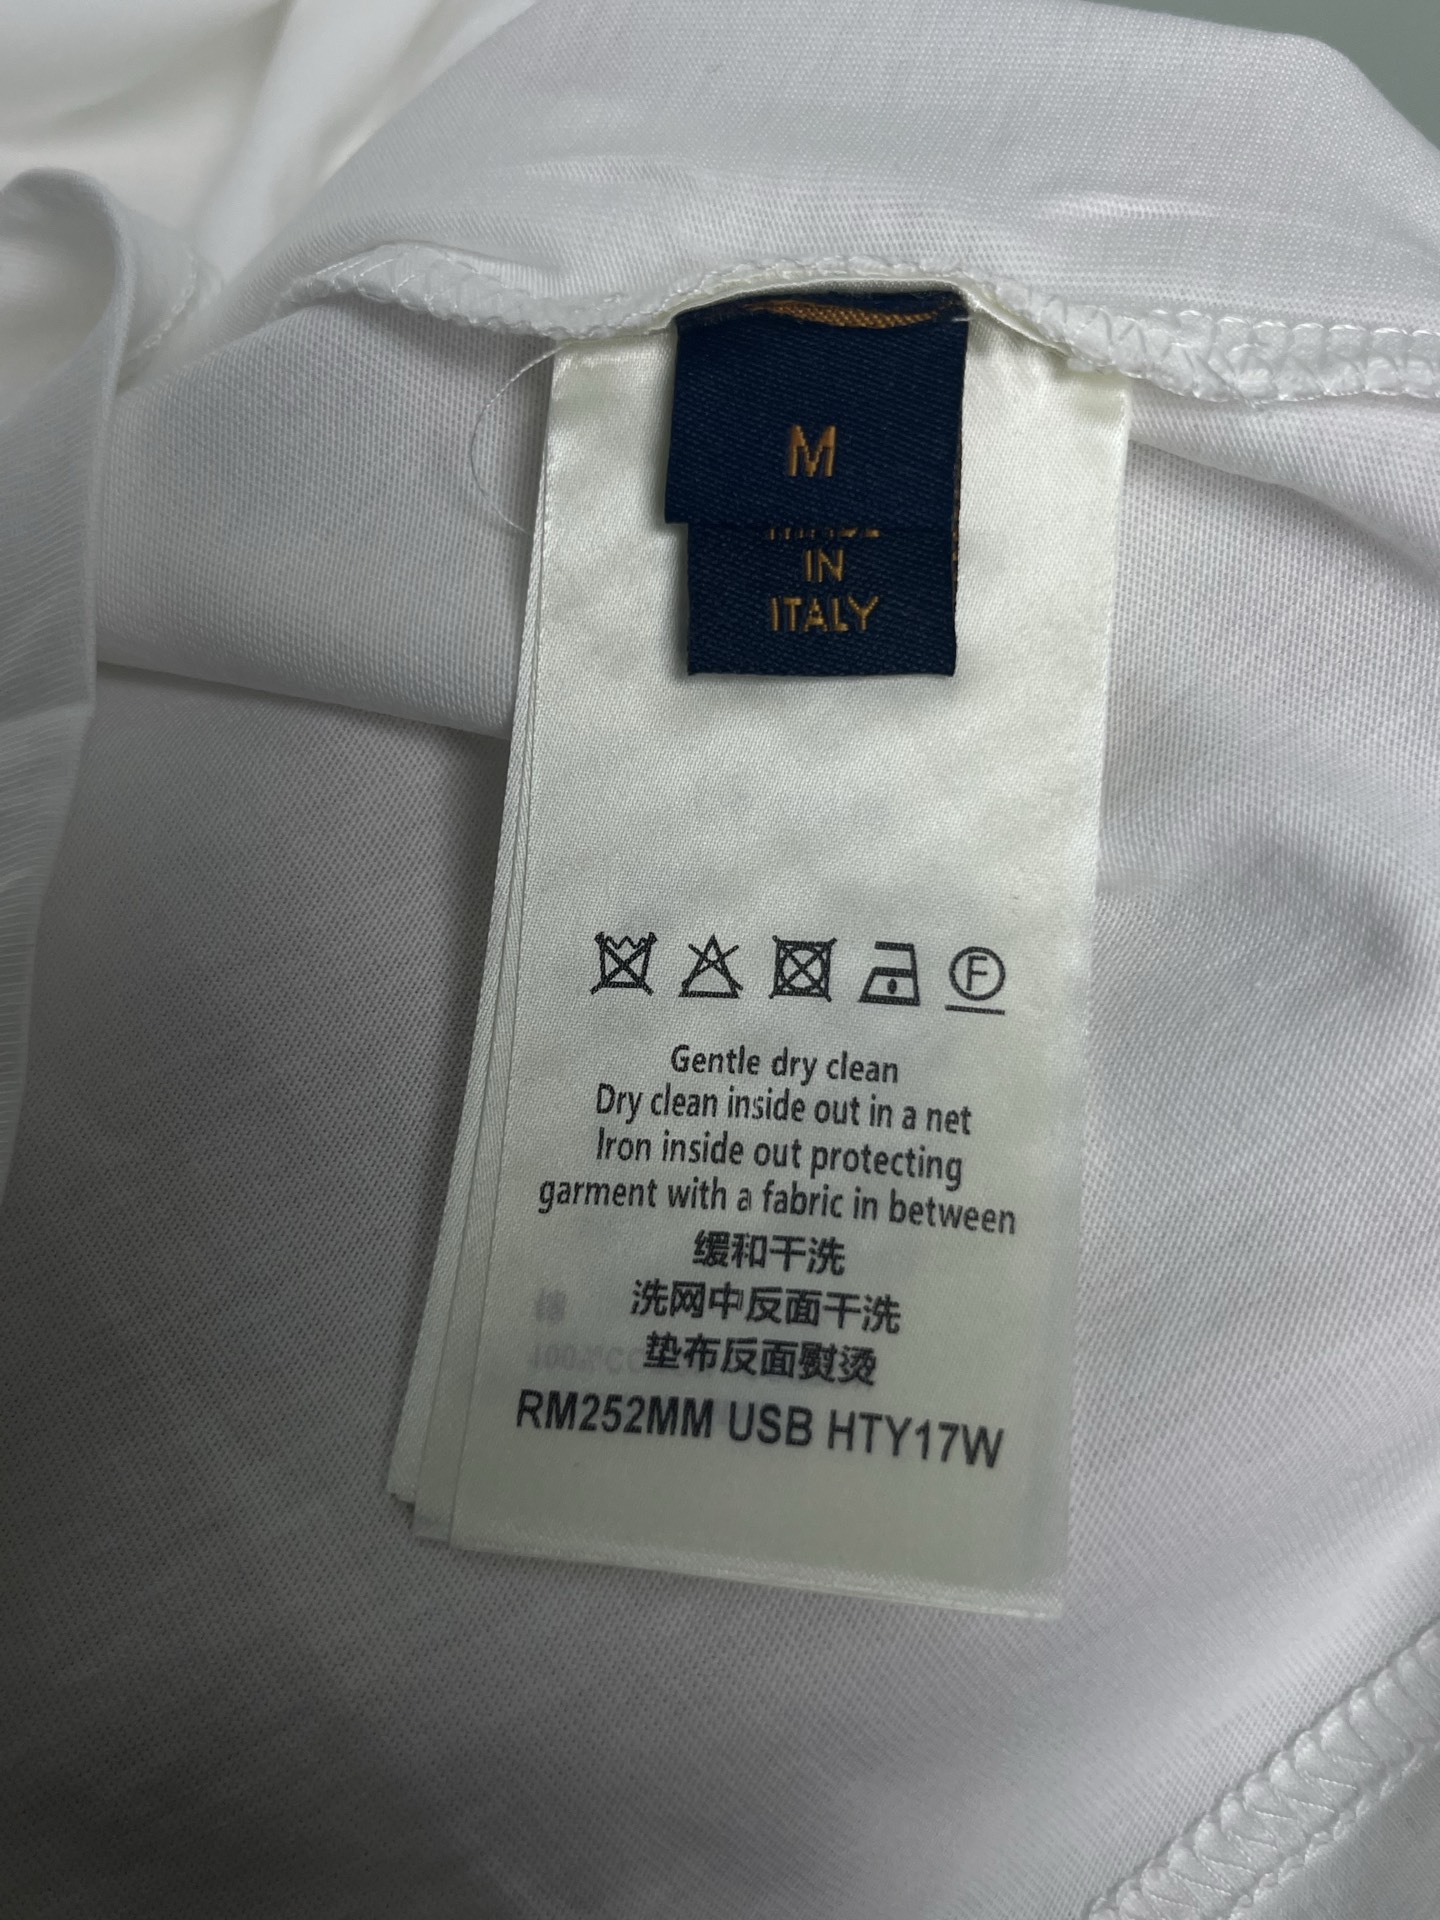 M
IN
ITALY
F
Gentle dry clean
Dry clean inside out in a net
Iron inside out protecting
garment with a fabric in between
缓和干洗
洗网中反面干洗
垫布反面熨烫
RM252MM USB HTY17W